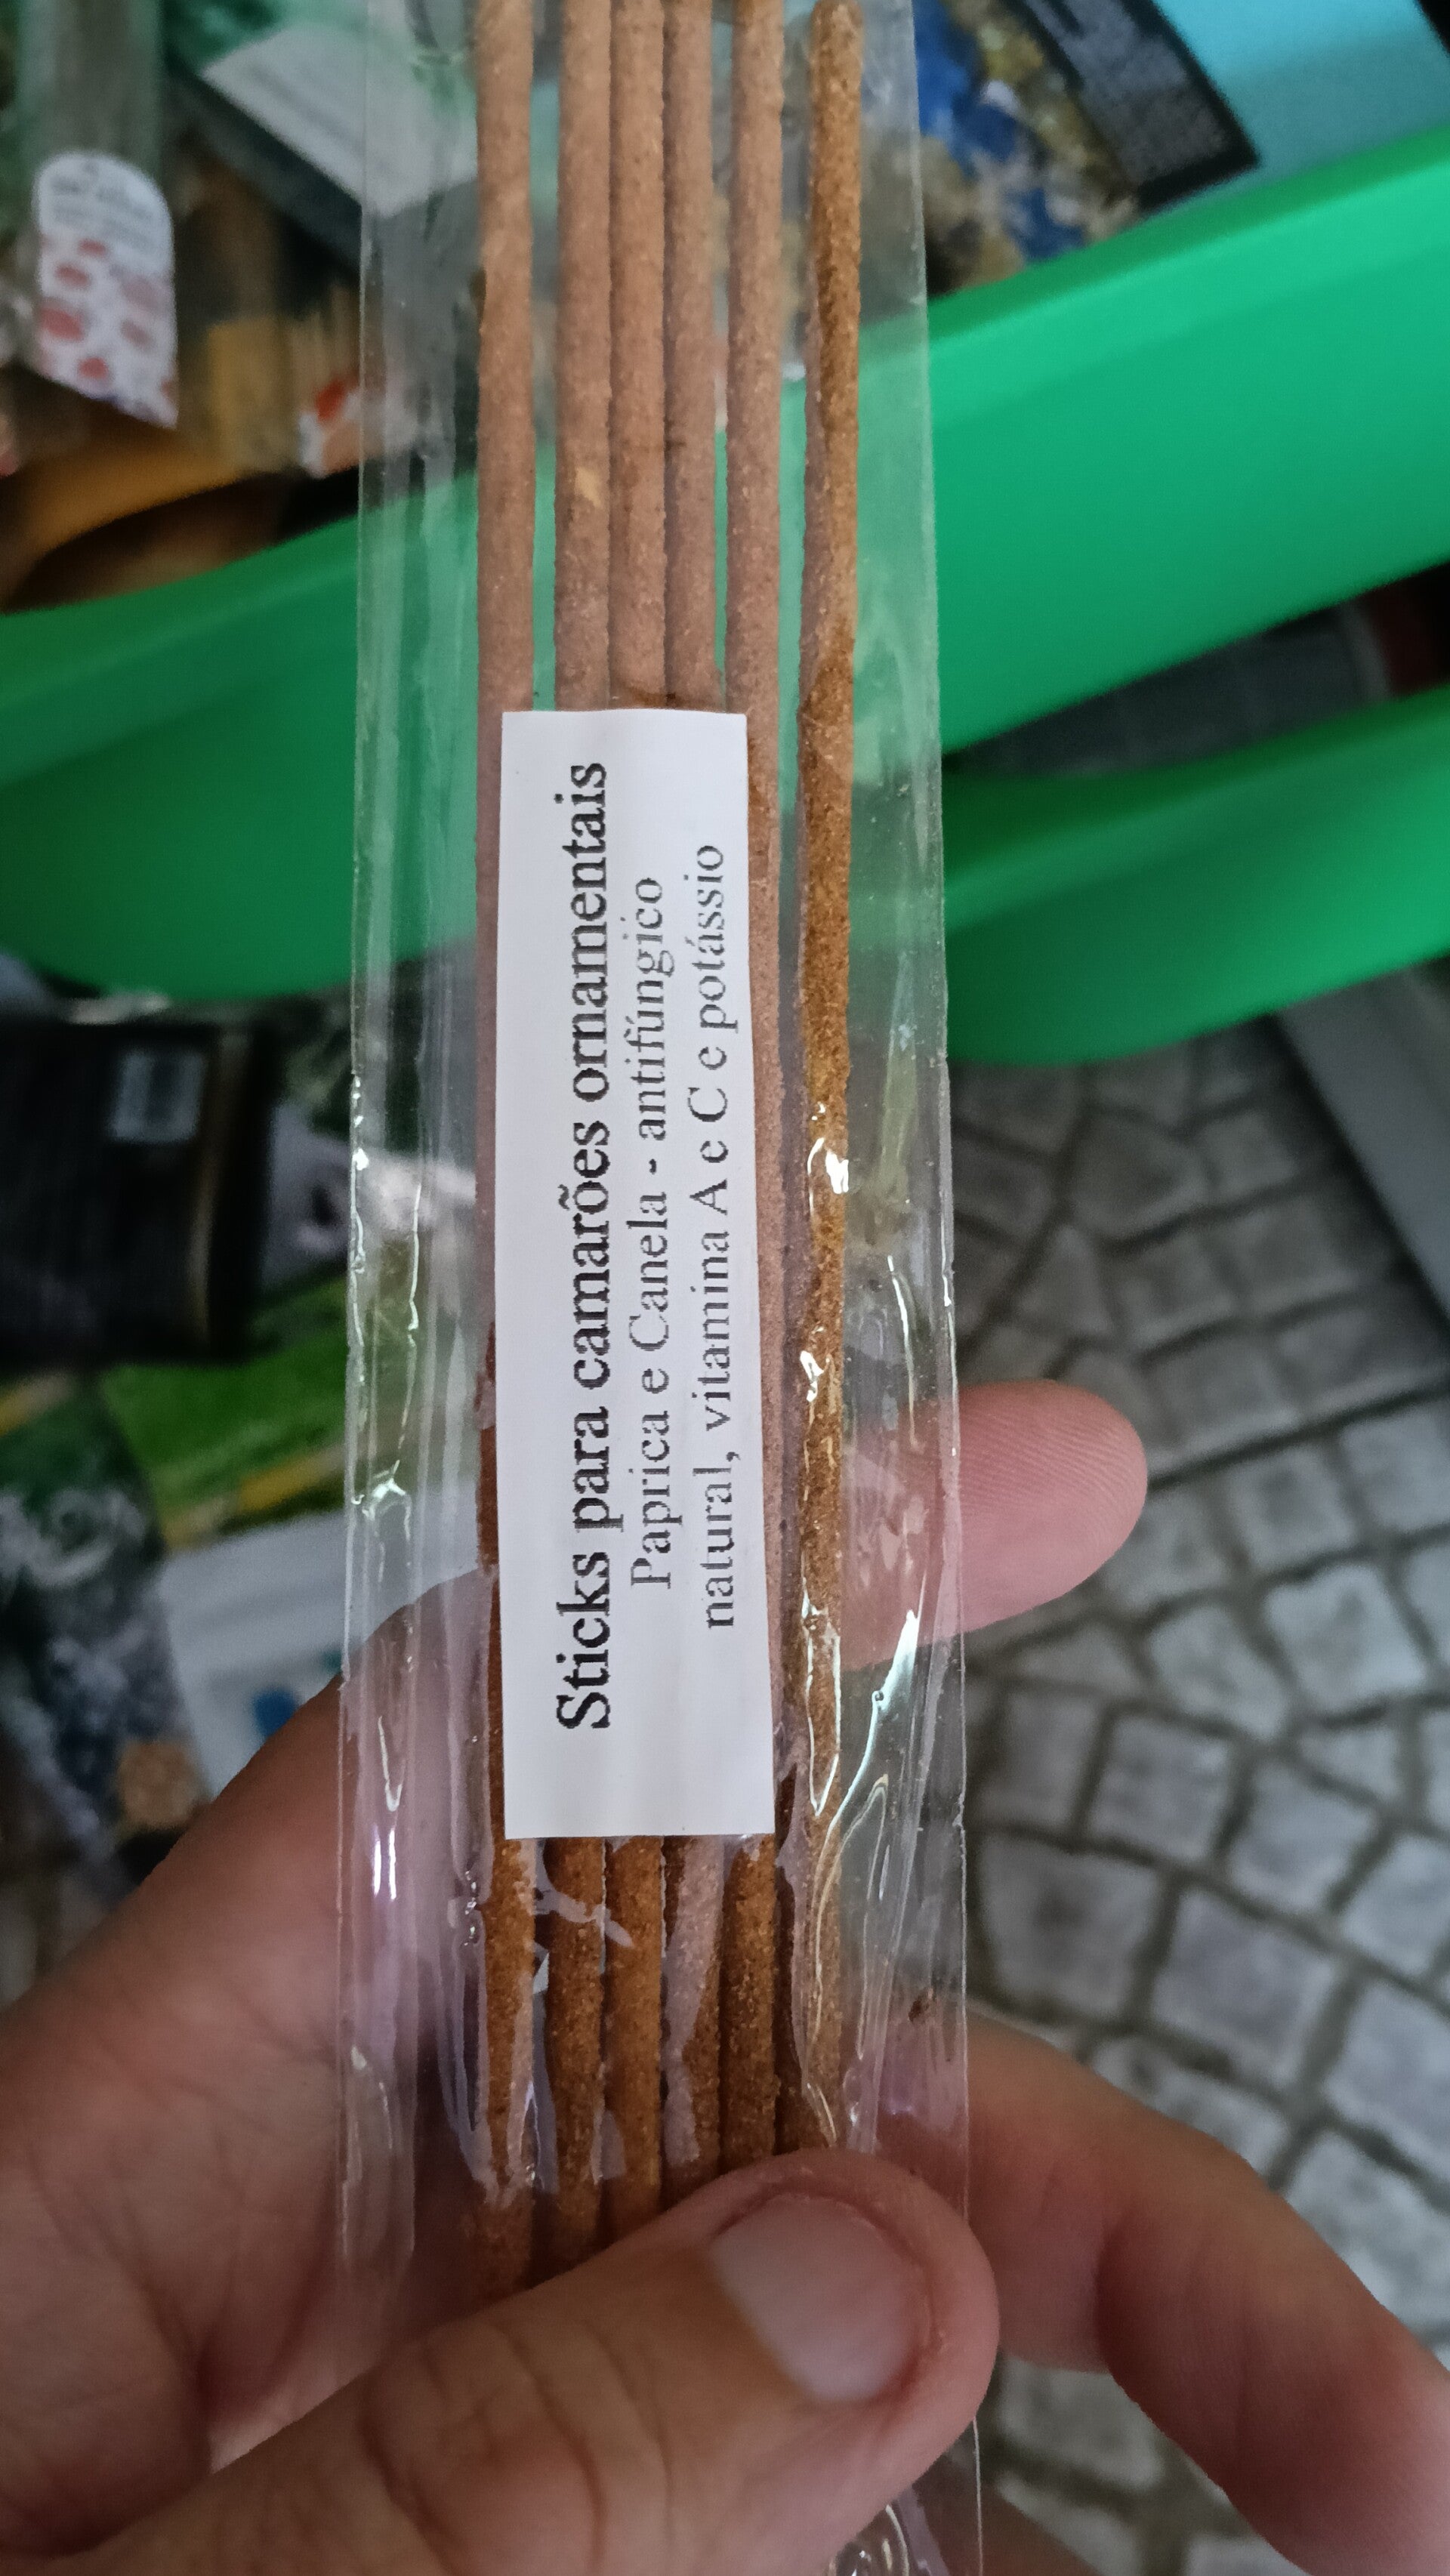 Sticks para camarões ornamentais
Paprica e Canela - antifúngico
natural, vitamina A e C e potássio